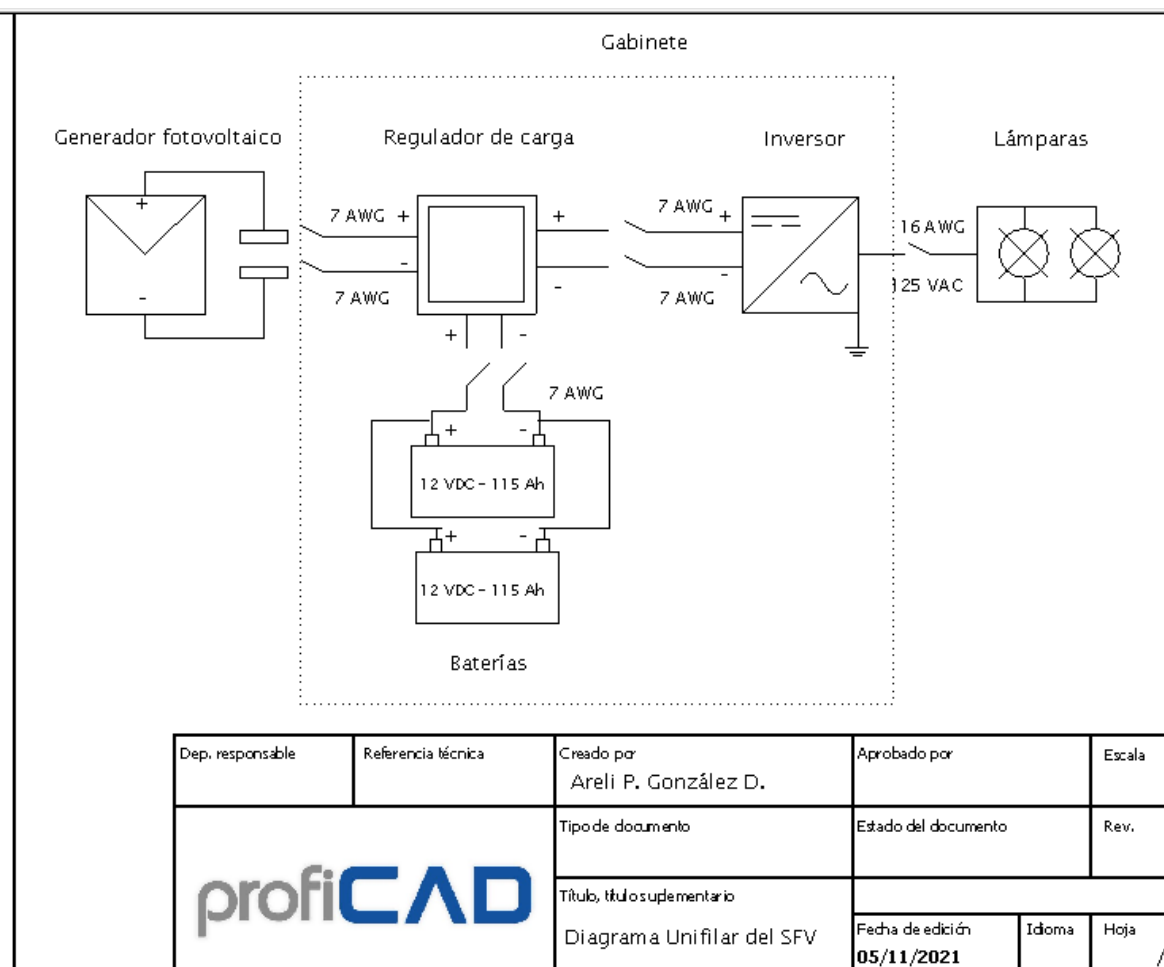 Gabinete
Generador fotovoltaico
Regulador de carga
Inversor
Lámparas
+
-
7 AWG +
-
7 AWG
+
-
7 AWG +
-
7 AWG
16 AWG
125 VAC
+ -
7 AWG
+ -
12 VDC - 115 Ah
+ -
12 VDC - 115 Ah
Baterías
Dep. responsable
Referencia técnica
Creado por
Areli P. González D.
Aprobado por
Escala
Tipo de documento
Estado del documento
Rev.
profiCAD
Título, título suplementario
Diagrama Unifilar del SFV
Fecha de edición
05/11/2021
Idioma
Hoja
/